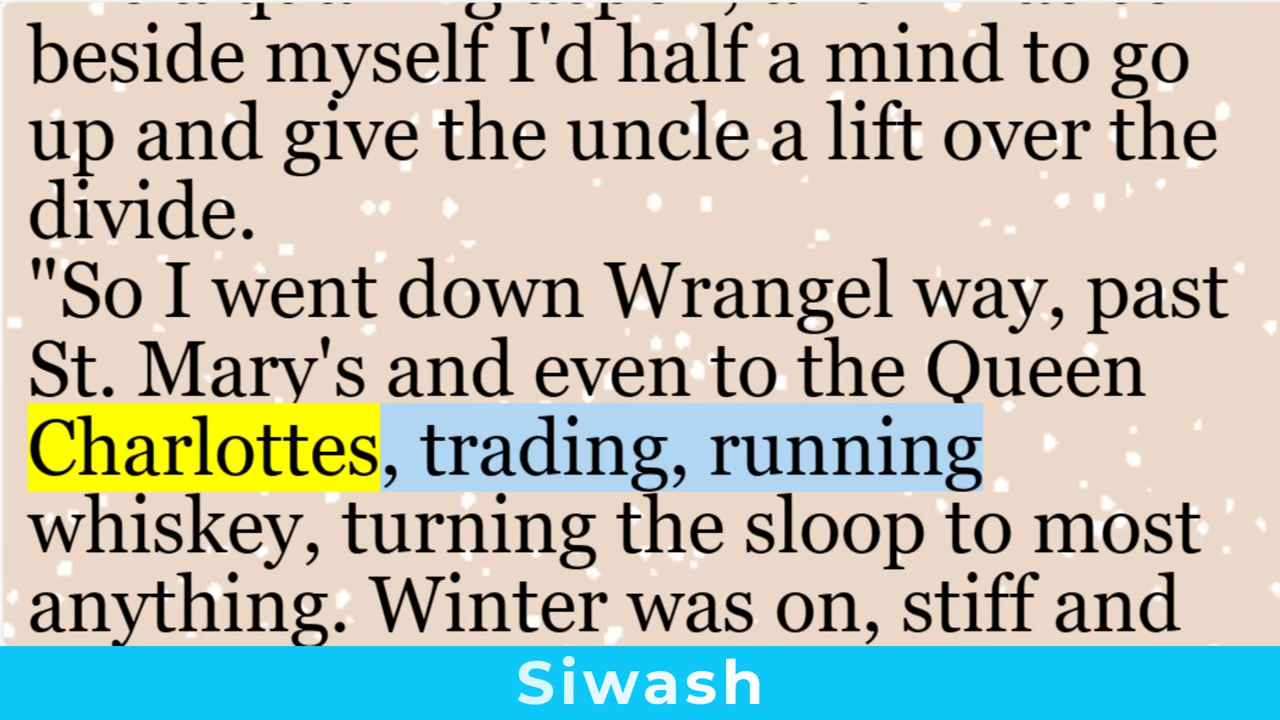 beside myself I'd half a mind to go
up and give the uncle a lift over the
divide.
"So I went down Wrangel way, past
St. Mary's and even to the Queen
Charlottes, trading, running
whiskey, turning the sloop to most
anything. Winter was on, stiff and
Siwash